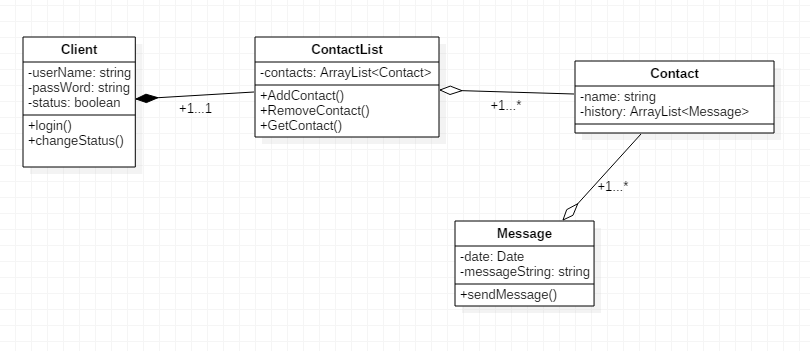 Client
-userName: string
-passWord: string
-status: boolean
+login()
+changeStatus()
+1...1
ContactList
-contacts: ArrayList<Contact>
+AddContact()
+RemoveContact()
+GetContact()
+1...*
Contact
-name: string
-history: ArrayList<Message>
+1...*
Message
-date: Date
-messageString: string
+sendMessage()